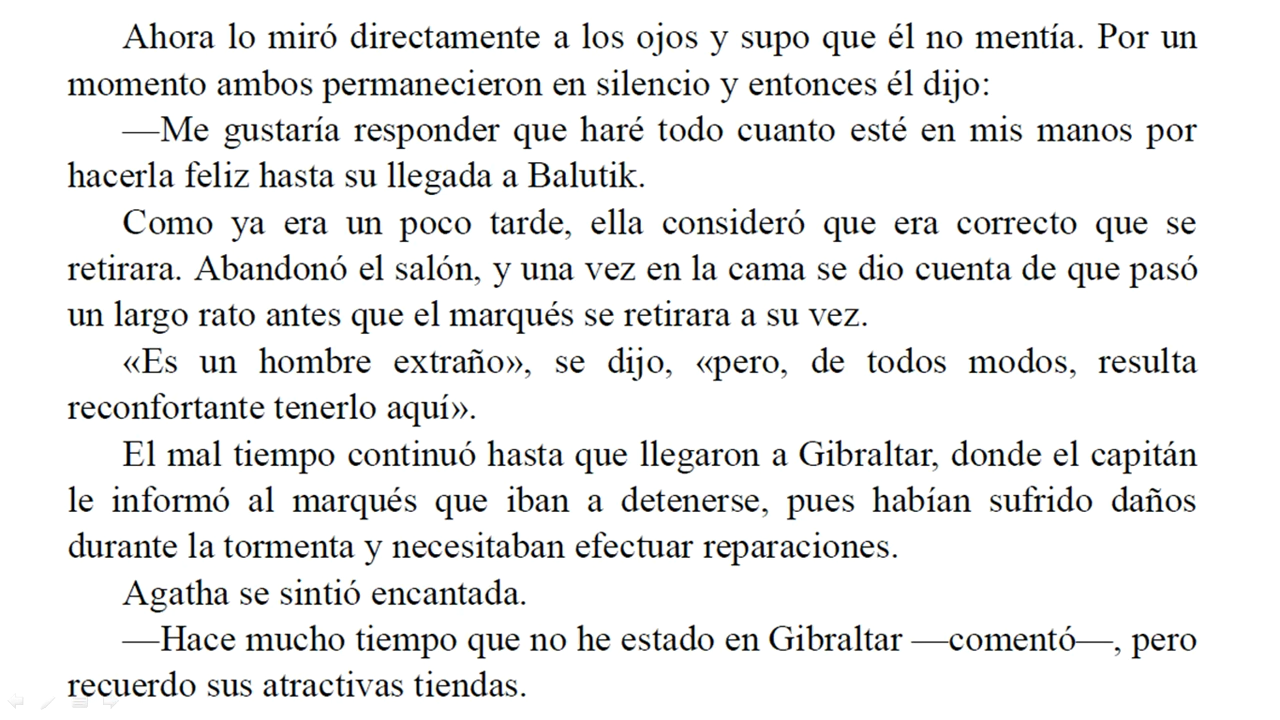 Ahora lo miró directamente a los ojos y supo que él no mentía. Por un
momento ambos permanecieron en silencio y entonces él dijo:
—Me gustaría responder que haré todo cuanto esté en mis manos por
hacerla feliz hasta su llegada a Balutik.
Como ya era un poco tarde, ella consideró que era correcto que se
retirara. Abandonó el salón, y una vez en la cama se dio cuenta de que pasó
un largo rato antes que el marqués se retirara a su vez.
«Es un hombre extraño», se dijo, «pero, de todos modos, resulta
reconfortante tenerlo aquí».
El mal tiempo continuó hasta que llegaron a Gibraltar, donde el capitán
le informó al marqués que iban a detenerse, pues habían sufrido daños
durante la tormenta y necesitaban efectuar reparaciones.
Agatha se sintió encantada.
—Hace mucho tiempo que no he estado en Gibraltar —comentó—, pero
recuerdo sus atractivas tiendas.